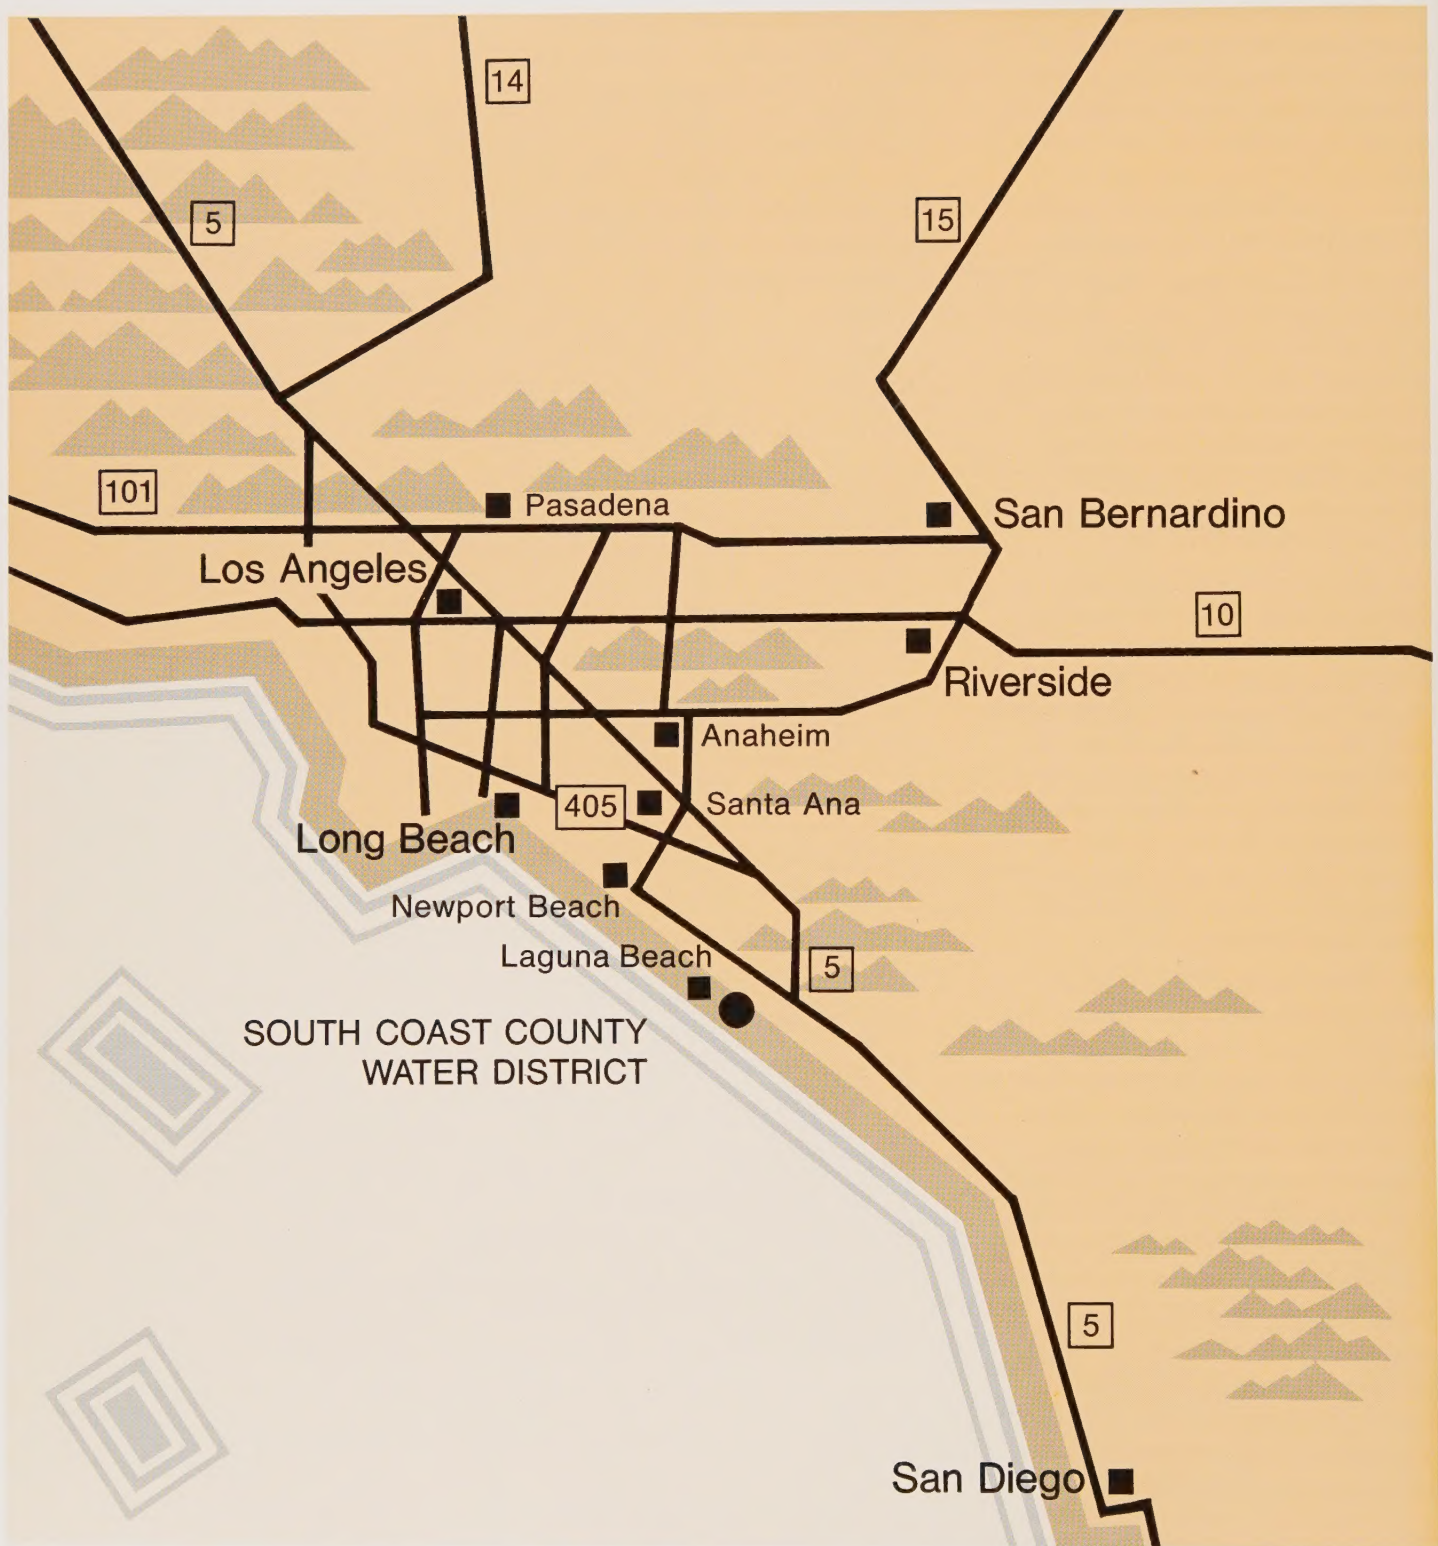 14
5
15
101
Pasadena
San Bernardino
Los Angeles
10
Riverside
Anaheim
405
Santa Ana
Long Beach
Newport Beach
Laguna Beach
5
SOUTH COAST COUNTY
WATER DISTRICT
5
San Diego